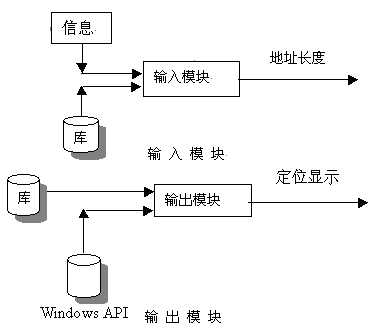 信息
地址长度
输入模块
库
输 入 模 块
定位显示
库
输出模块
Windows API
输 出 模 块